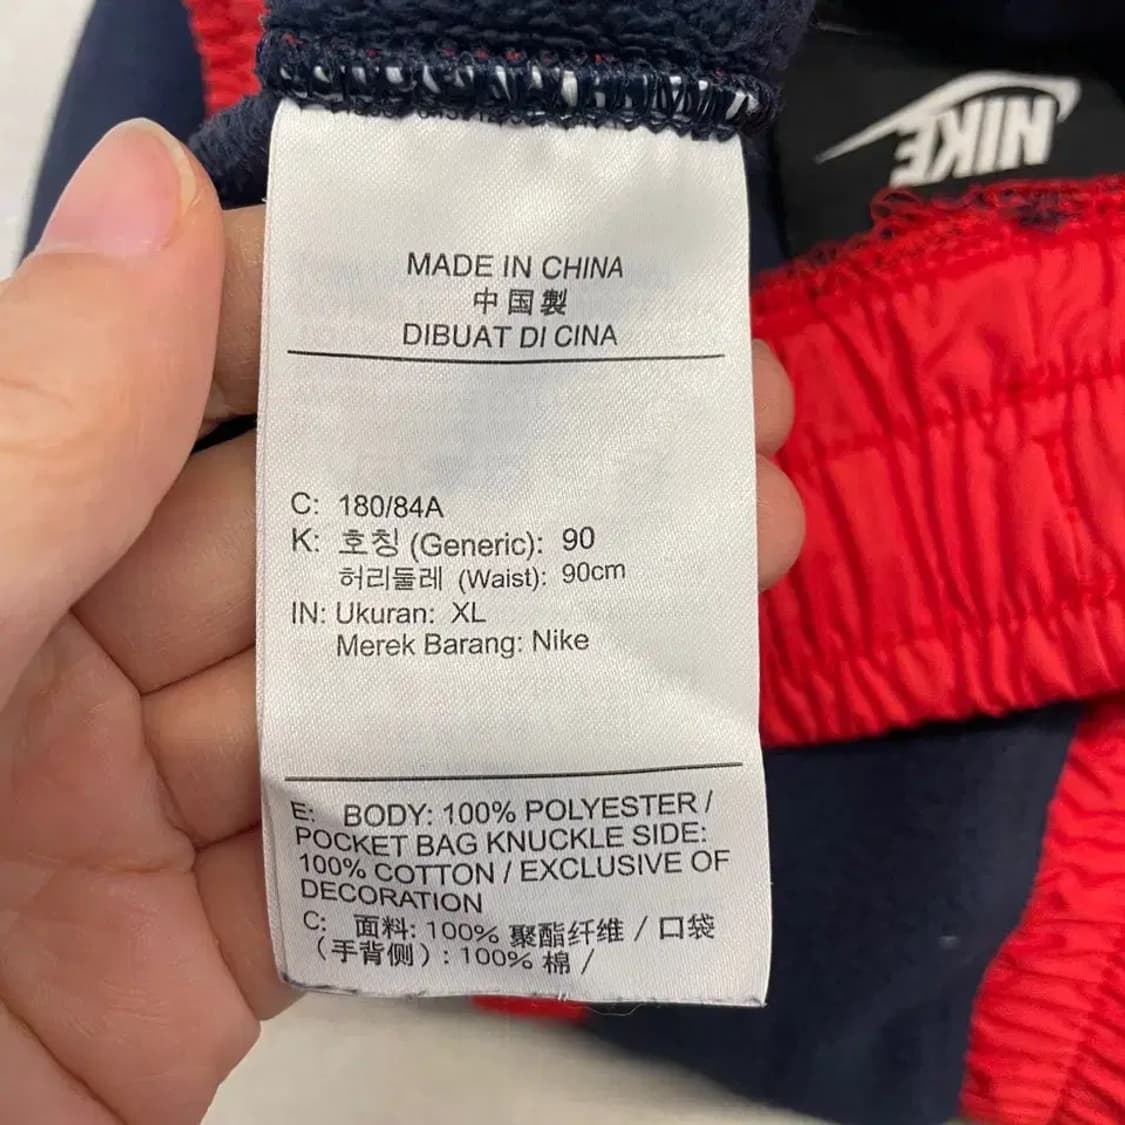 NIKE
MADE IN CHINA
中国製
DIBUAT DI CINA
C: 180/84A
K: 호칭 (Generic): 90
허리둘레 (Waist): 90cm
IN: Ukuran: XL
Merek Barang: Nike
E: BODY: 100% POLYESTER /
POCKET BAG KNUCKLE SIDE:
100% COTTON / EXCLUSIVE OF
DECORATION
C: 面料: 100% 聚酯纤维 / 口袋
（手背侧）: 100% 棉 /